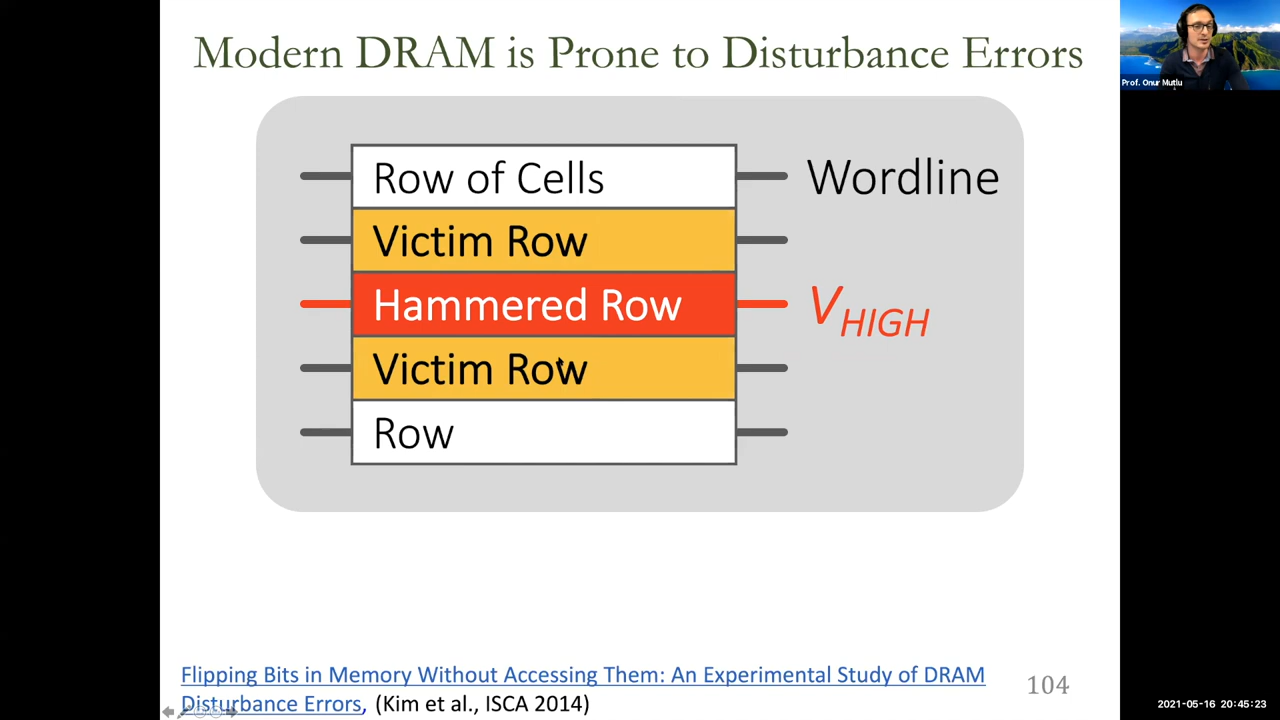 Modern DRAM is Prone to Disturbance Errors
Prof. Onur Mutlu
Row of Cells
Wordline
Victim Row
Hammered Row
V HIGH
Victim Row
Row
Flipping Bits in Memory Without Accessing Them: An Experimental Study of DRAM
Disturbance Errors, (Kim et al., ISCA 2014)
104
2021-05-16 20:45:23